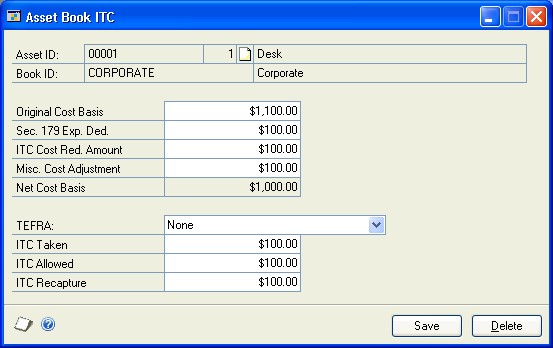 Asset Book ITC
Asset ID: 00001 1 Desk
Book ID: CORPORATE Corporate
Original Cost Basis $1,100.00
Sec. 179 Exp. Ded. $100.00
ITC Cost Red. Amount $100.00
Misc. Cost Adjustment $100.00
Net Cost Basis $1,000.00
TEFRA: None
ITC Taken $100.00
ITC Allowed $100.00
ITC Recapture $100.00
Save Delete